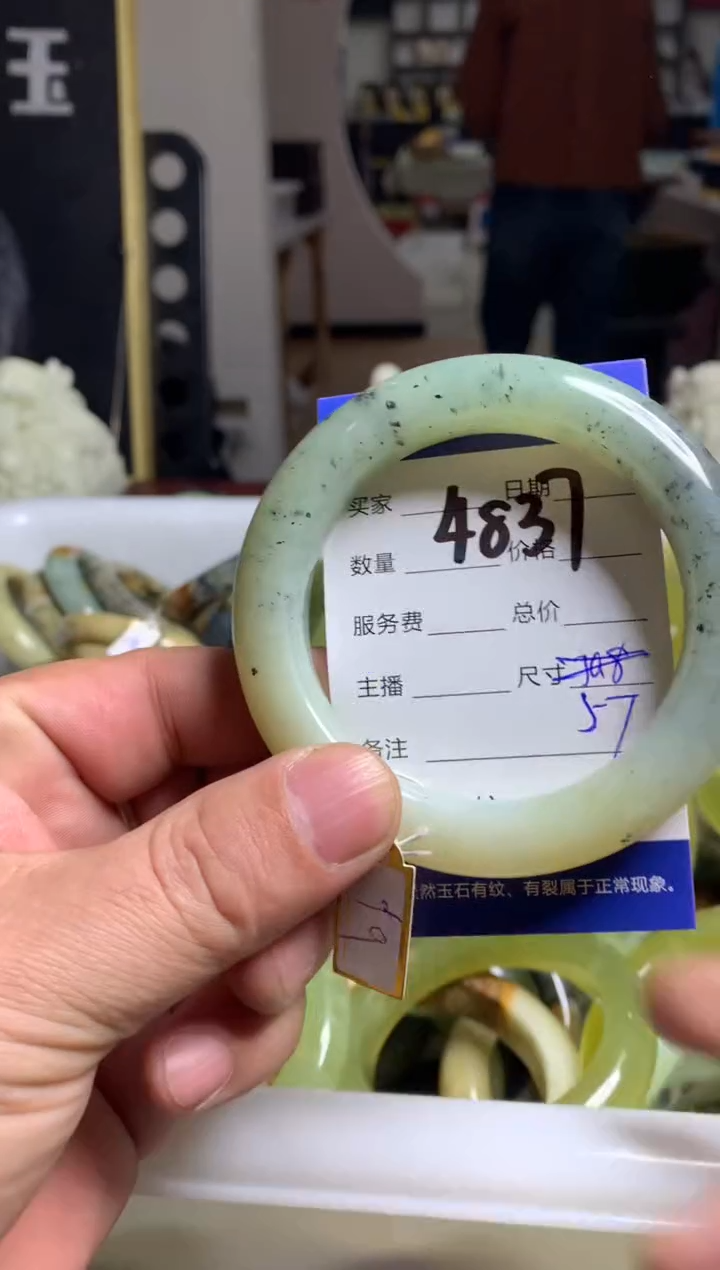 玉
买家 日期
4837
数量 价格
服务费 总价
主播 尺寸
57
备注
然玉石有纹、有裂属于正常现象。